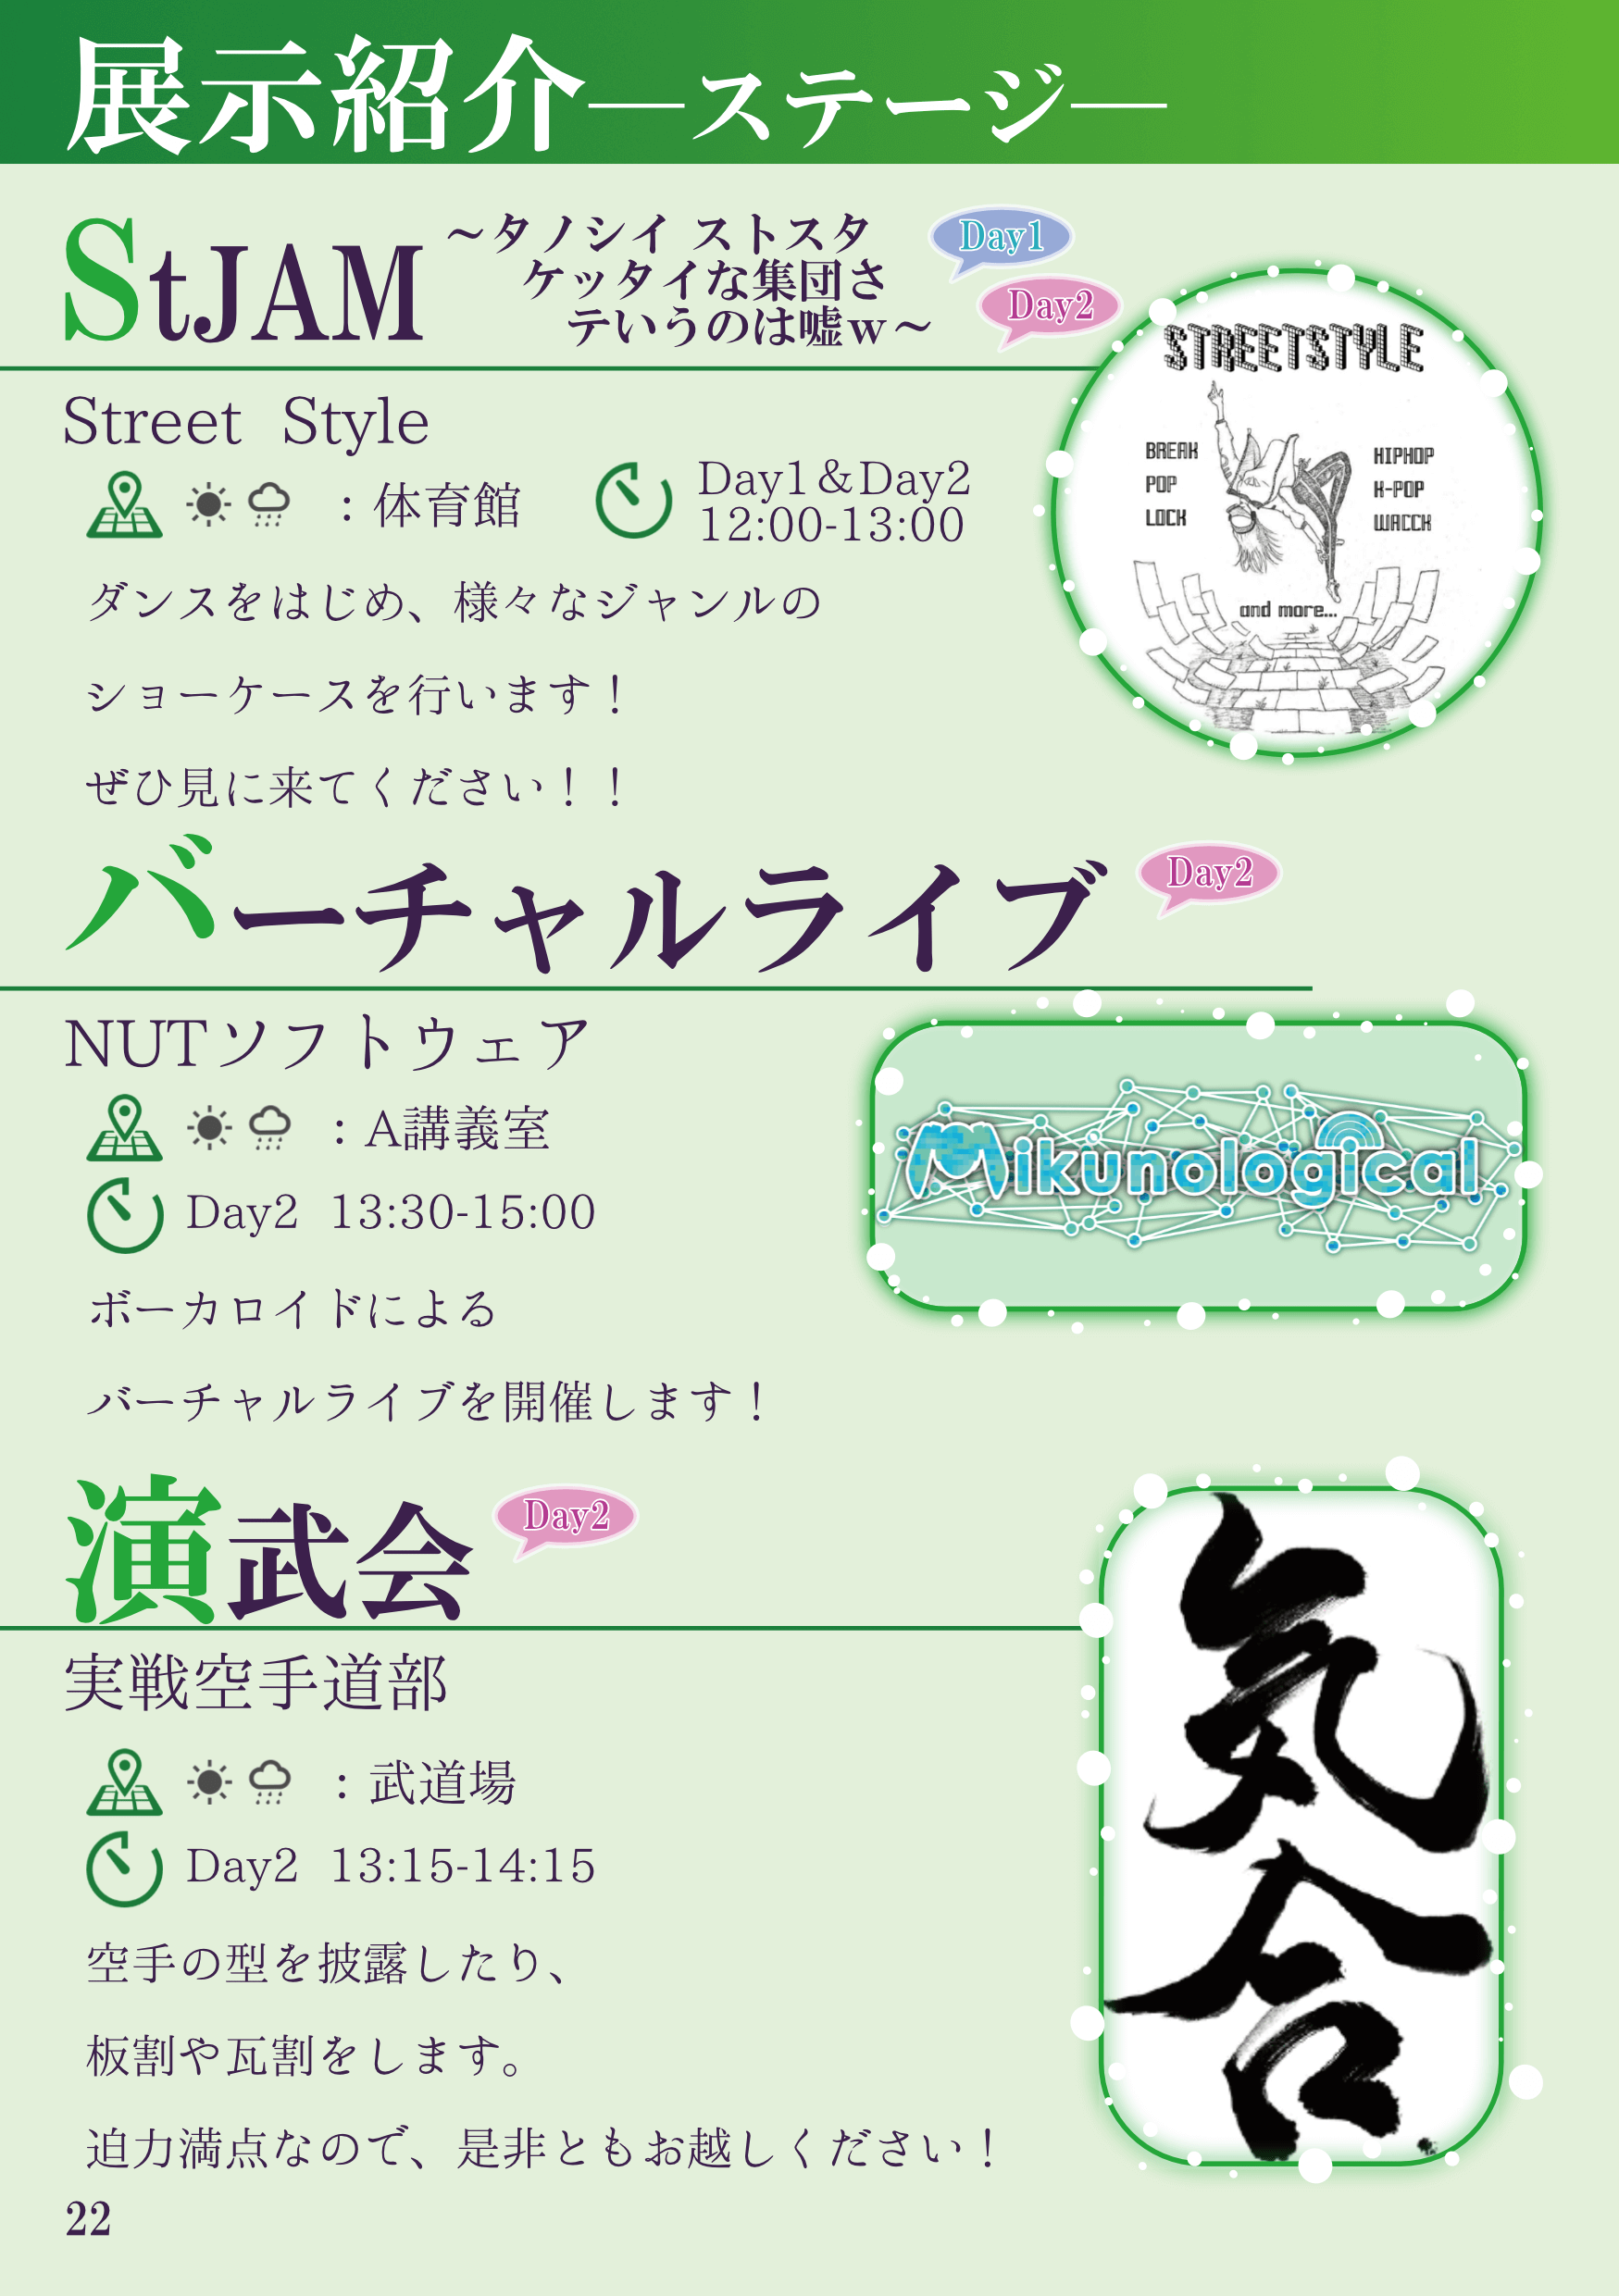 展示紹介―ステージ―
StJAM
～タノシイ ストスタ
ケッタイな集団さ
テいうのは嘘w～
Day1
Day2
Street Style
：体育館
Day1&Day2
12:00-13:00
ダンスをはじめ、様々なジャンルの
ショーケースを行います！
ぜひ見に来てください！！
STREETSTYLE
BREAK
POP
LOCK
HIPHOP
K-POP
WACCK
and more...
バーチャルライブ
Day2
NUTソフトウェア
：A講義室
Day2 13:30-15:00
ボーカロイドによる
バーチャルライブを開催します！
Mikunological
演武会
Day2
実戦空手道部
：武道場
Day2 13:15-14:15
空手の型を披露したり、
板割や瓦割をします。
迫力満点なので、是非ともお越しください！
気合
22